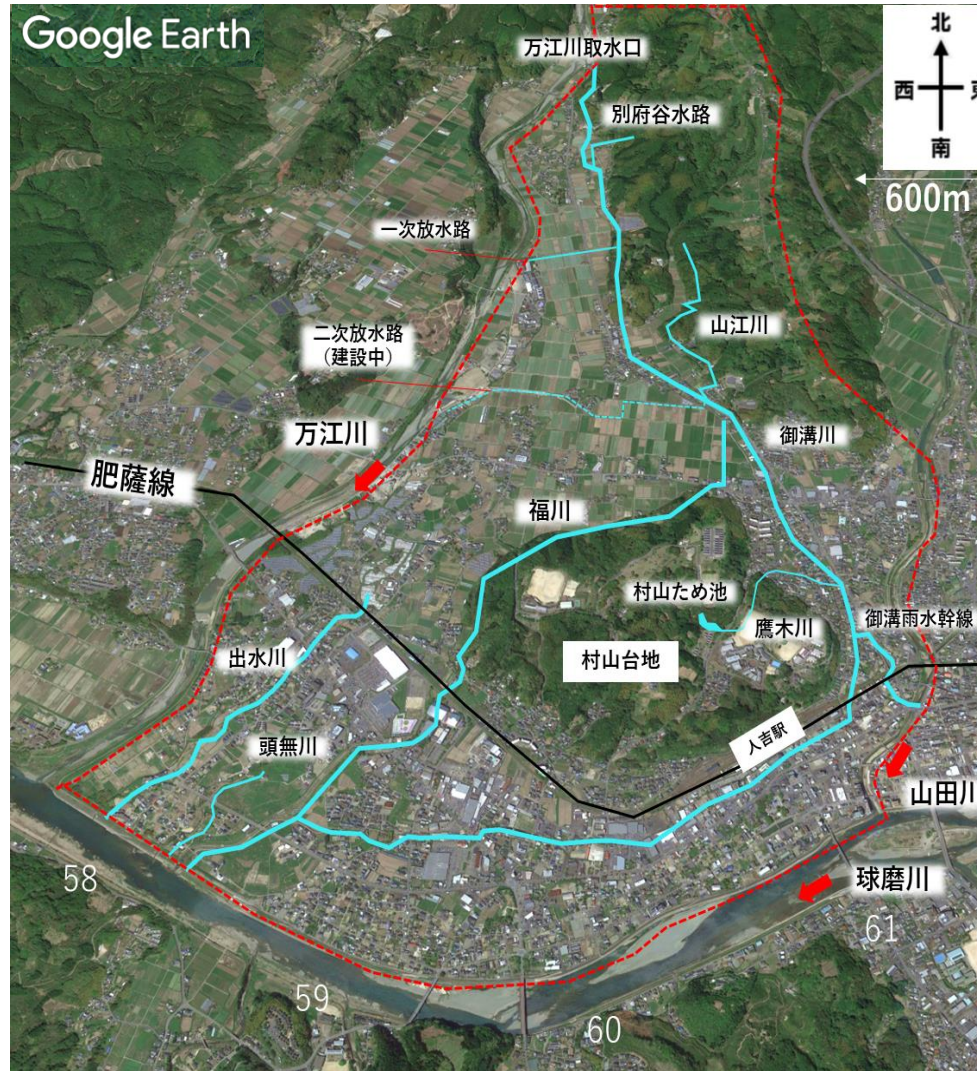 Google Earth
北
西
東
南
600m
万江川取水口
別府谷水路
一次放水路
山江川
二次放水路
（建設中）
万江川
御溝川
肥薩線
福川
村山ため池
鷹木川
御溝雨水幹線
出水川
村山台地
頭無川
人吉駅
山田川
球磨川
58
59
60
61